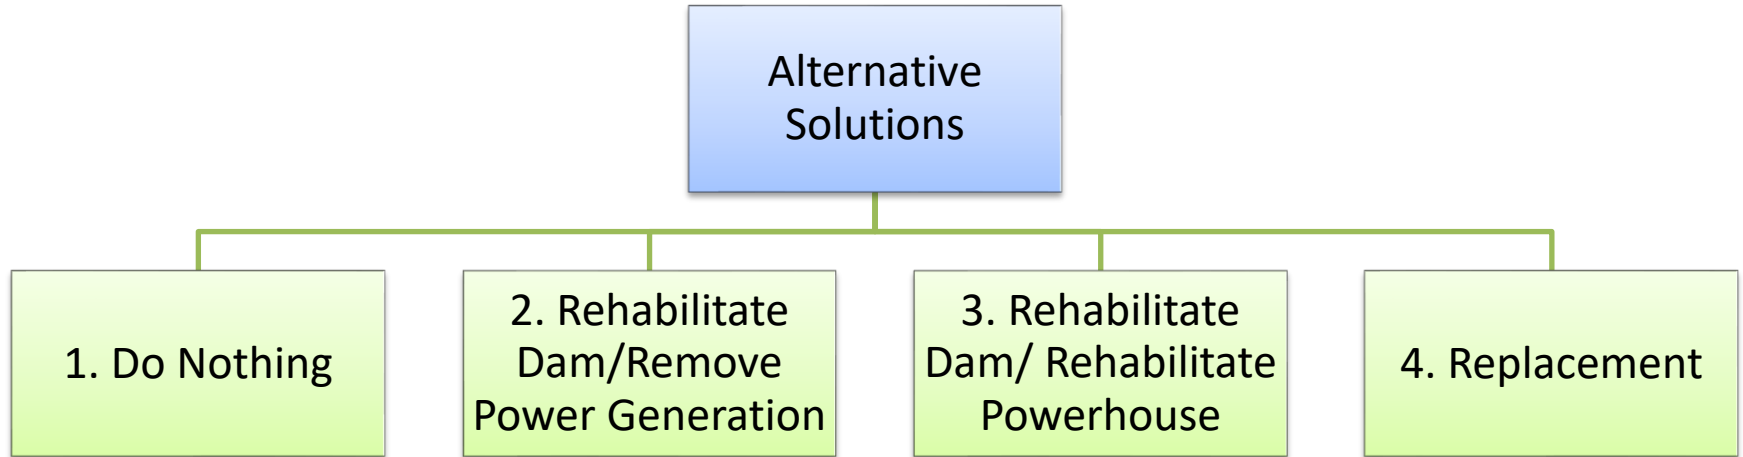 Alternative
Solutions
1. Do Nothing
2. Rehabilitate
Dam/Remove
Power Generation
3. Rehabilitate
Dam/ Rehabilitate
Powerhouse
4. Replacement